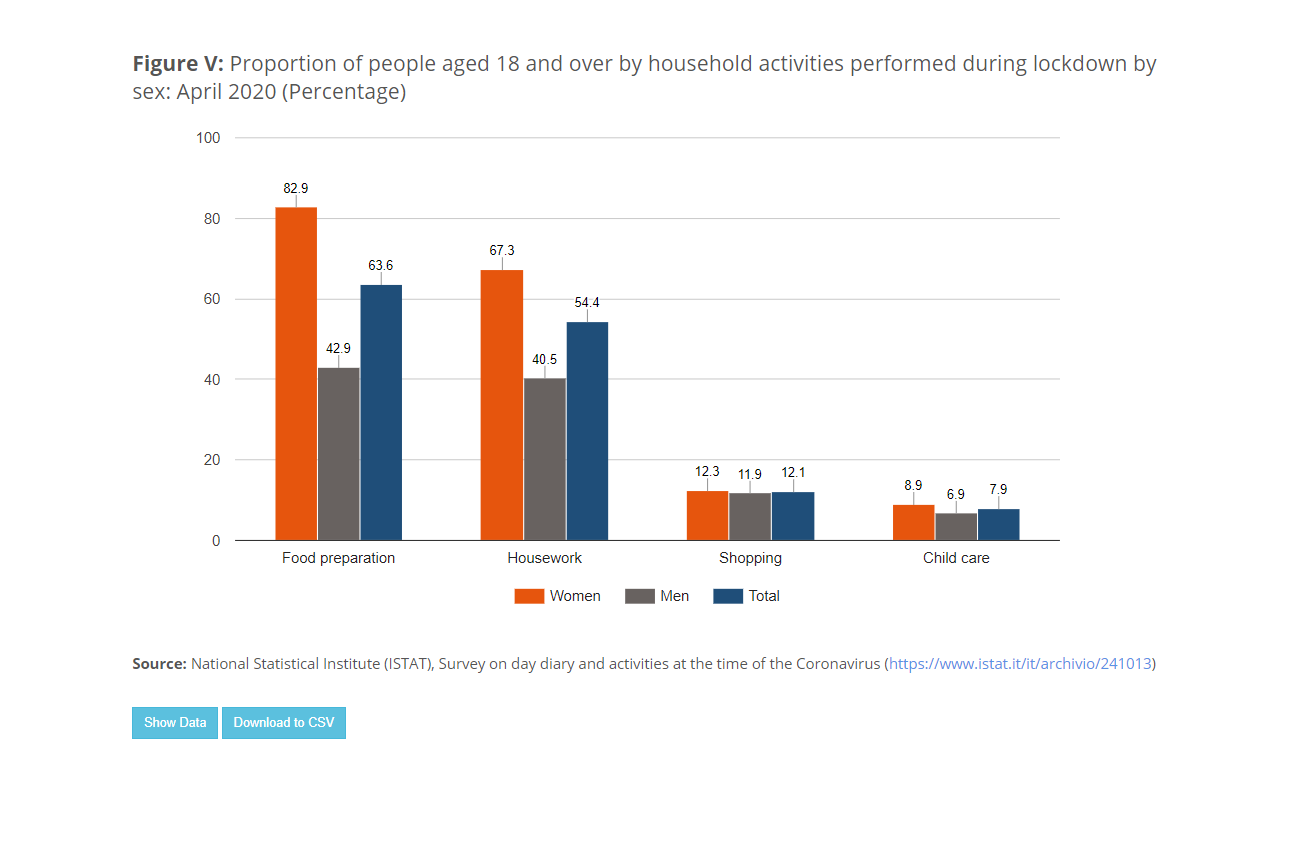 Figure V: Proportion of people aged 18 and over by household activities performed during lockdown by
sex: April 2020 (Percentage)
100
80
60
40
20
0
82.9
42.9
63.6
67.3
40.5
54.4
12.3
11.9
12.1
8.9
6.9
7.9
Food preparation
Housework
Shopping
Child care
Women
Men
Total
Source: National Statistical Institute (ISTAT), Survey on day diary and activities at the time of the Coronavirus (https://www.istat.it/it/archivio/241013)
Show Data
Download to CSV